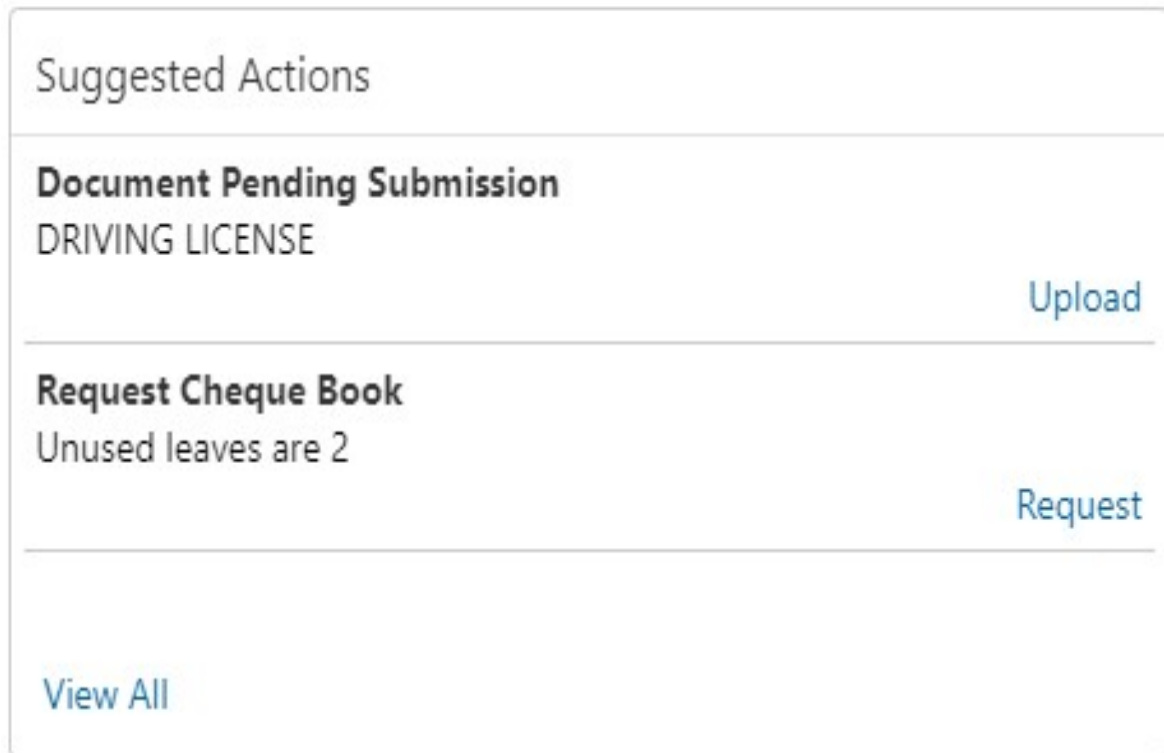 Suggested Actions
Document Pending Submission
DRIVING LICENSE
Upload
Request Cheque Book
Unused leaves are 2
Request
View All